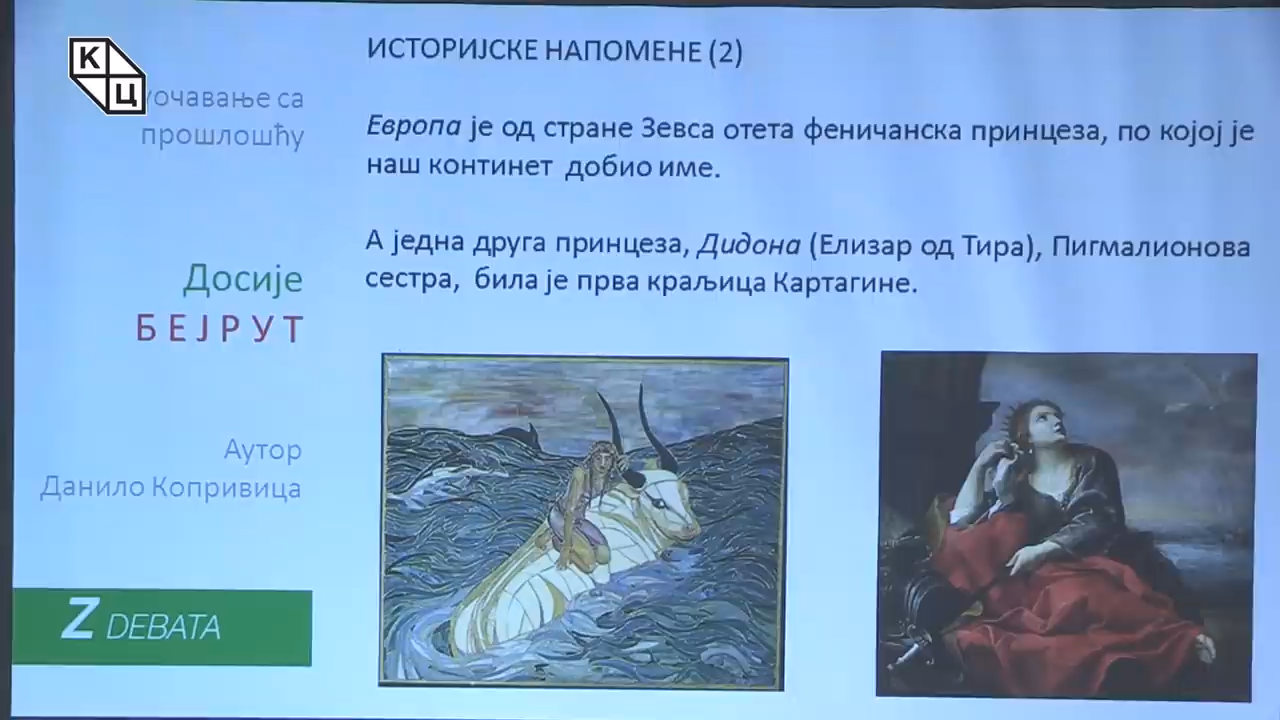 К
Ц
очавање са
прошлошћу
Досије
БЕЈРУТ
Аутор
Данило Копривица
Z DEBATA
ИСТОРИЈСКЕ НАПОМЕНЕ (2)
Европа је од стране Зевса отета феничанска принцеза, по којој је
наш континет добио име.
А једна друга принцеза, Дидона (Елизар од Тира), Пигмалионова
сестра, била је прва краљица Картагине.